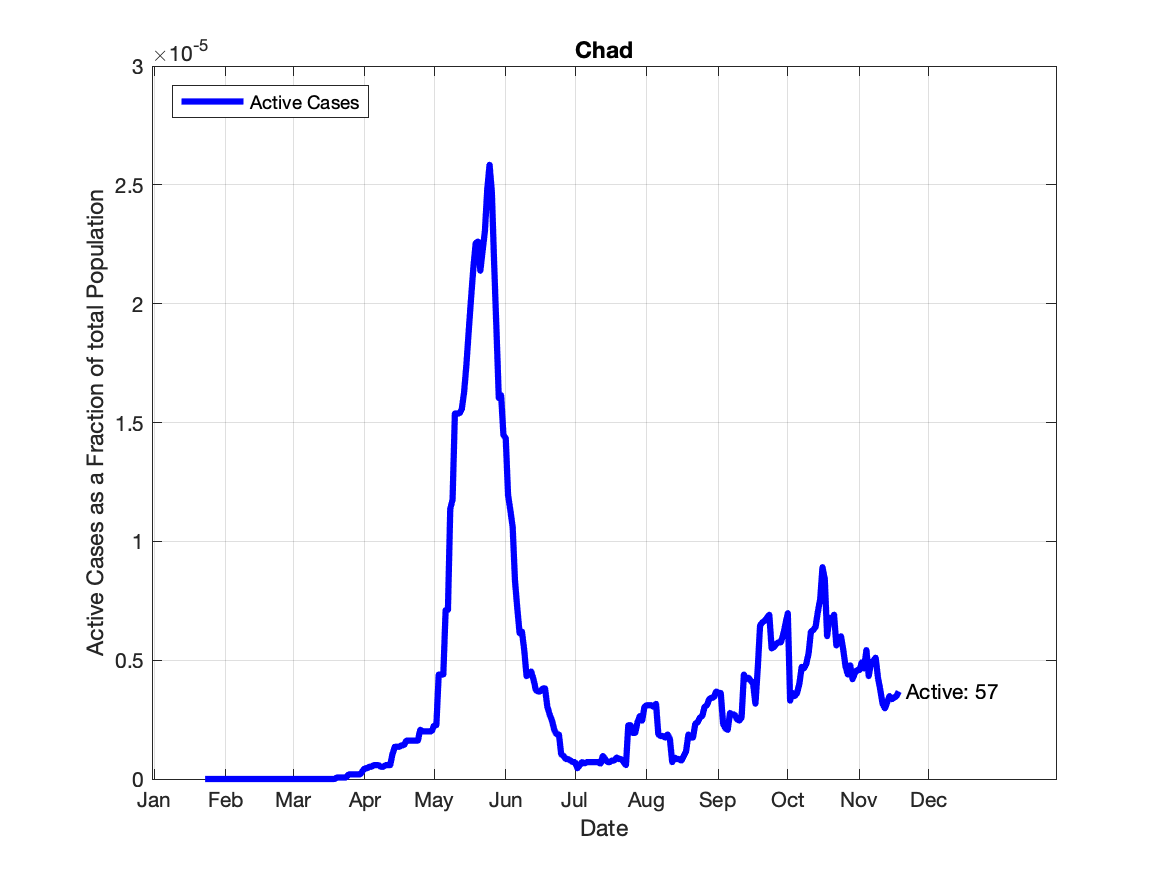 Chad
×10-5
3
2.5
2
1.5
1
0.5
0
Active Cases as a Fraction of total Population
Active Cases
Active: 57
Jan Feb Mar Apr May Jun Jul Aug Sep Oct Nov Dec
Date